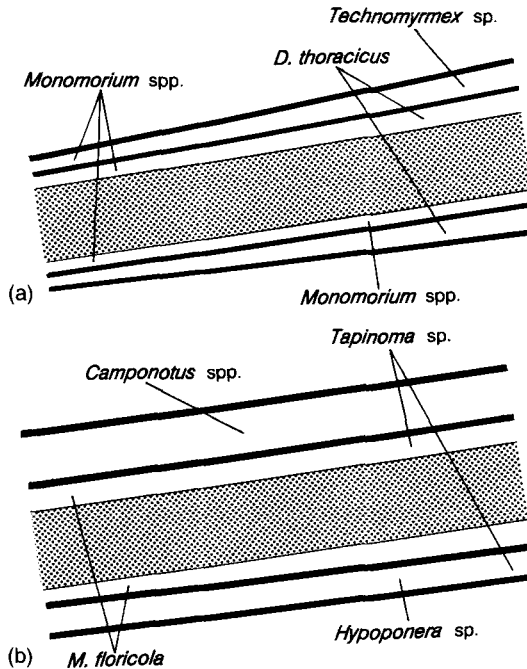 Technomyrmex sp.
D. thoracicus
Monomorium spp.
(a)
Monomorium spp.
Tapinoma sp.
Camponotus spp.
Hypoponera sp.
(b)
M. floricola